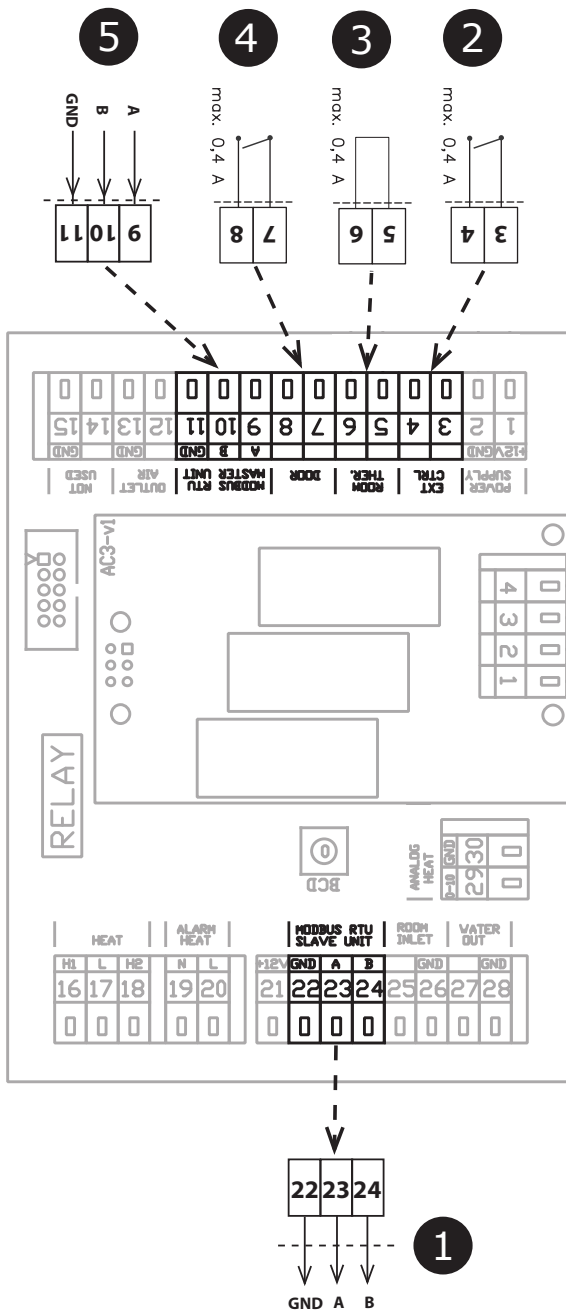 5 4 3 2
GND B A
max. 0,4 A
max. 0,4 A
max. 0,4 A
11 10 9
8 7
6 5
4 3
15 14 13 12 11 10 9 8 7 6 5 4 3 2 1
GND GND GND B A GND +12V
NOT USED
OUTLET AIR
MODBUS RTU MASTER UNIT
DOOR
ROOM THER.
EXT CTRL
POWER SUPPLY
AC3-v1
4
3
2
1
RELAY
0
BCD
ANALOG HEAT
0-10 GND
29 30
HEAT
ALARM HEAT
MODBUS RTU SLAVE UNIT
ROOM INLET
WATER OUT
H1 L H2 N L +12V GND A B GND GND
16 17 18 19 20 21 22 23 24 25 26 27 28
22 23 24
1
GND A B